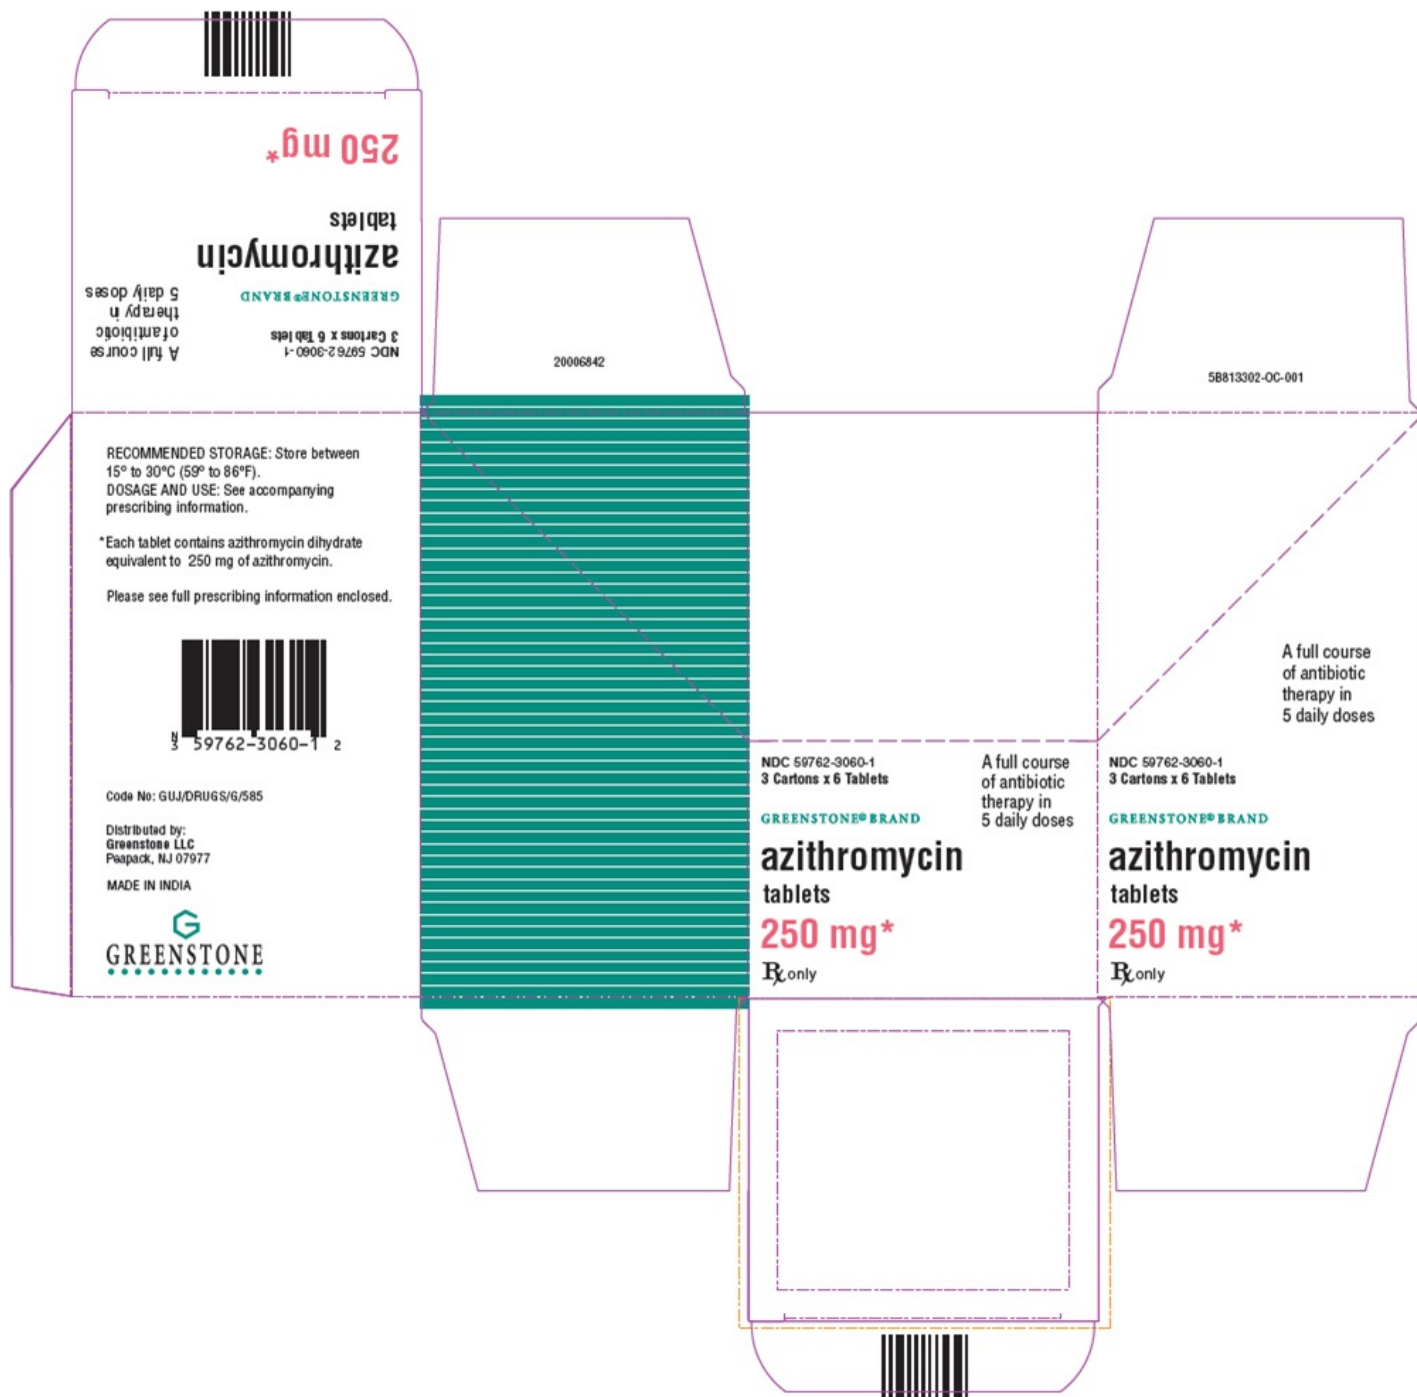 250 mg*
tablets
azithromycin
GREENSTONE® BRAND
3 Cartons x 6 Tablets
NDC 59762-3060-1
A full course
of antibiotic
therapy in
5 daily doses
20006842
5B813302-OC-001
RECOMMENDED STORAGE: Store between
15° to 30°C (59° to 86°F).
DOSAGE AND USE: See accompanying
prescribing information.
*Each tablet contains azithromycin dihydrate
equivalent to 250 mg of azithromycin.
Please see full prescribing information enclosed.
N
3 59762-3060-1 2
Code No: GUJ/DRUGS/G/585
Distributed by:
Greenstone LLC
Peapack, NJ 07977
MADE IN INDIA
G
GREENSTONE
NDC 59762-3060-1
3 Cartons x 6 Tablets
A full course
of antibiotic
therapy in
5 daily doses
GREENSTONE® BRAND
azithromycin
tablets
250 mg*
Rx only
A full course
of antibiotic
therapy in
5 daily doses
NDC 59762-3060-1
3 Cartons x 6 Tablets
GREENSTONE® BRAND
azithromycin
tablets
250 mg*
Rx only